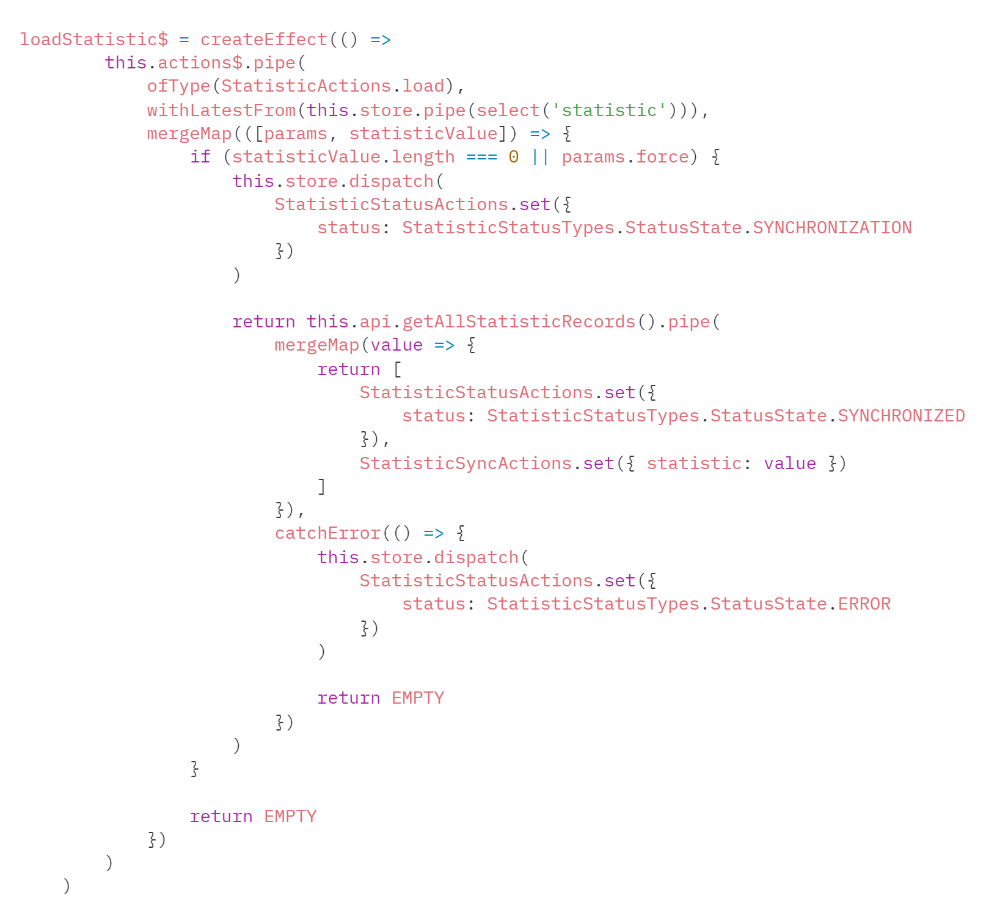 loadStatistic$ = createEffect(() =>
        this.actions$.pipe(
            ofType(StatisticActions.load),
            withLatestFrom(this.store.pipe(select('statistic'))),
            mergeMap(([params, statisticValue]) => {
                if (statisticValue.length === 0 || params.force) {
                    this.store.dispatch(
                        StatisticStatusActions.set({
                            status: StatisticStatusTypes.StatusState.SYNCHRONIZATION
                        })
                    )

                    return this.api.getAllStatisticRecords().pipe(
                        mergeMap(value => {
                            return [
                                StatisticStatusActions.set({
                                    status: StatisticStatusTypes.StatusState.SYNCHRONIZED
                                }),
                                StatisticSyncActions.set({ statistic: value })
                            ]
                        }),
                        catchError(() => {
                            this.store.dispatch(
                                StatisticStatusActions.set({
                                    status: StatisticStatusTypes.StatusState.ERROR
                                })
                            )

                            return EMPTY
                        })
                    )
                }

                return EMPTY
            })
        )
    )